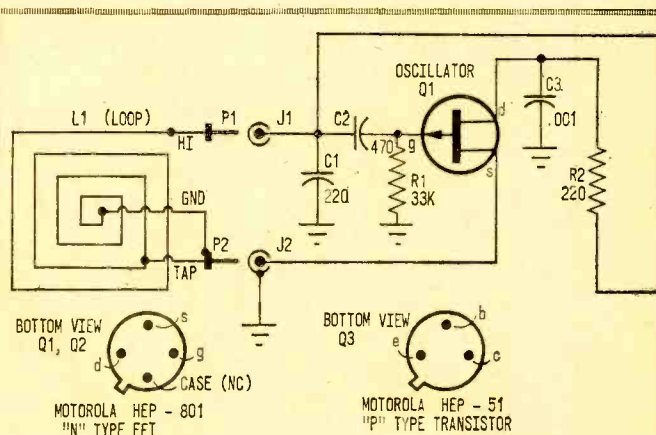 OSCILLATOR
Q1
L1 (LOOP)
P1
J1
C2
C3
.001
d
HI
470
g
C1
220
R1
33K
s
R2
220
GND
P2
J2
TAP
BOTTOM VIEW
Q1, Q2
s
d
g
CASE (NC)
MOTOROLA HEP - 801
"N" TYPE FET
BOTTOM VIEW
Q3
b
e
c
MOTOROLA HEP - 51
"P" TYPE TRANSISTOR